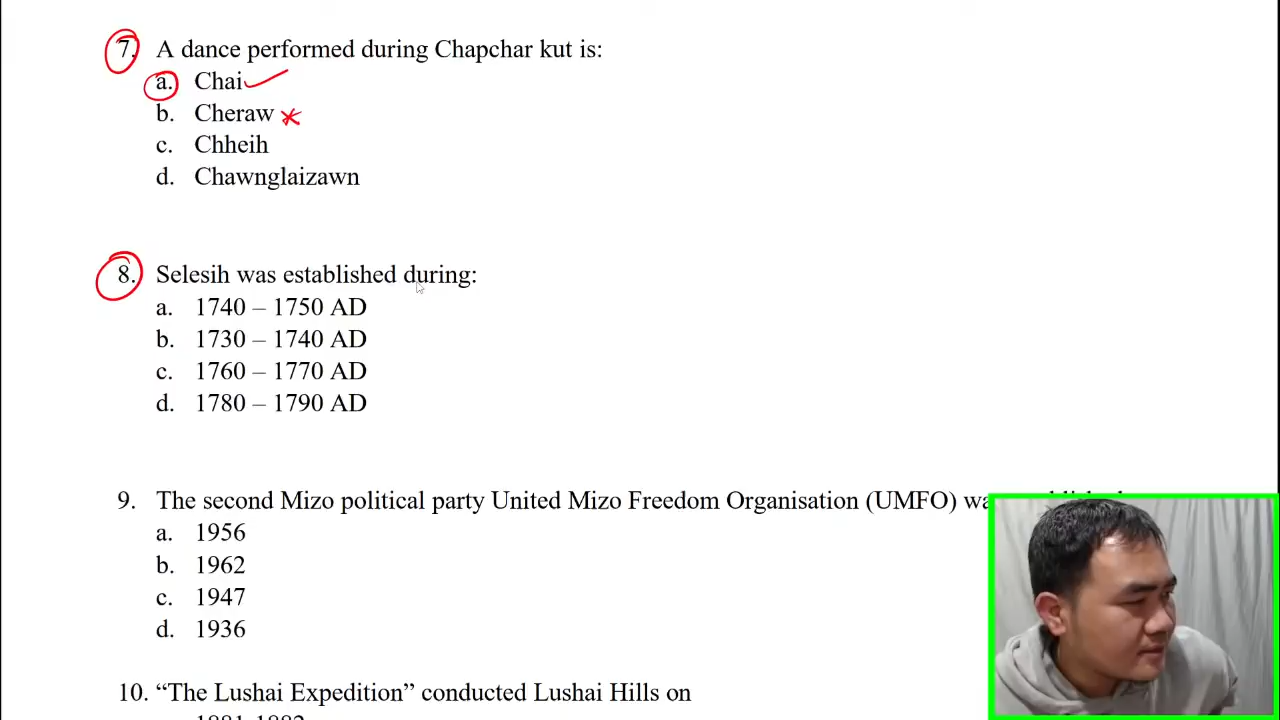 7. A dance performed during Chapchar kut is:
a. Chai
b. Cheraw
c. Chheih
d. Chawnglaizawn
8. Selesih was established during:
a. 1740 – 1750 AD
b. 1730 – 1740 AD
c. 1760 – 1770 AD
d. 1780 – 1790 AD
9. The second Mizo political party United Mizo Freedom Organisation (UMFO)
a. 1956
b. 1962
c. 1947
d. 1936
10. “The Lushai Expedition” conducted Lushai Hills on
1881-1882